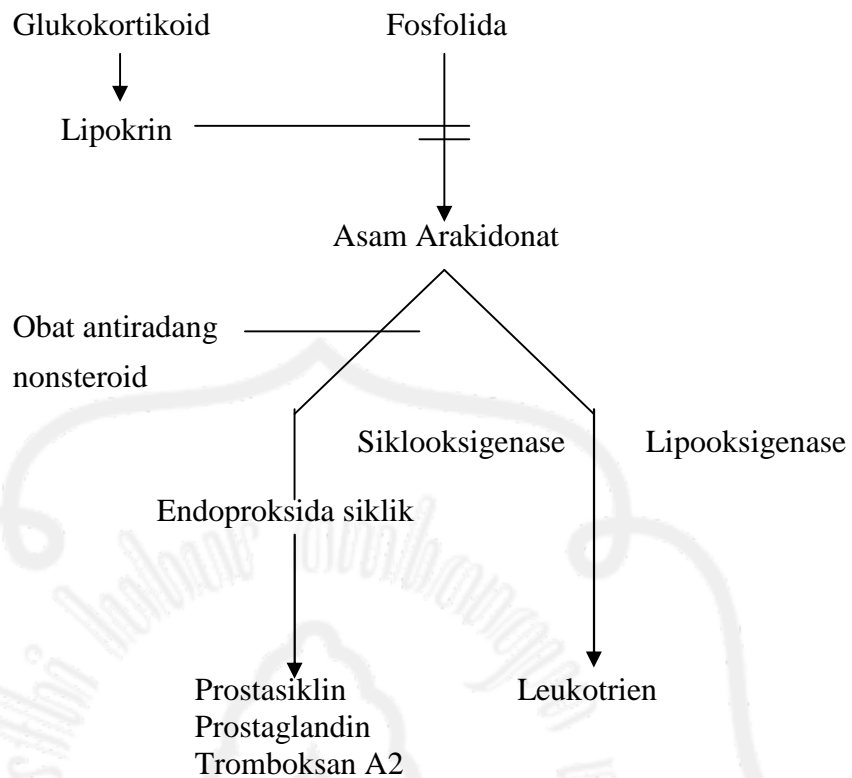 Glukokortikoid
Fosfolida
Lipokrin
Asam Arakidonat
Obat antiradang
nonsteroid
Siklooksigenase
Lipooksigenase
Endoproksida siklik
Prostasiklin
Leukotrien
Prostaglandin
Tromboksan A2